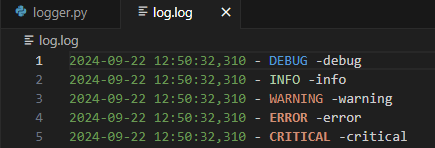 logger.py log.log
log.log
1 2024-09-22 12:50:32,310 - DEBUG -debug
2 2024-09-22 12:50:32,310 - INFO -info
3 2024-09-22 12:50:32,310 - WARNING -warning
4 2024-09-22 12:50:32,310 - ERROR -error
5 2024-09-22 12:50:32,310 - CRITICAL -critical